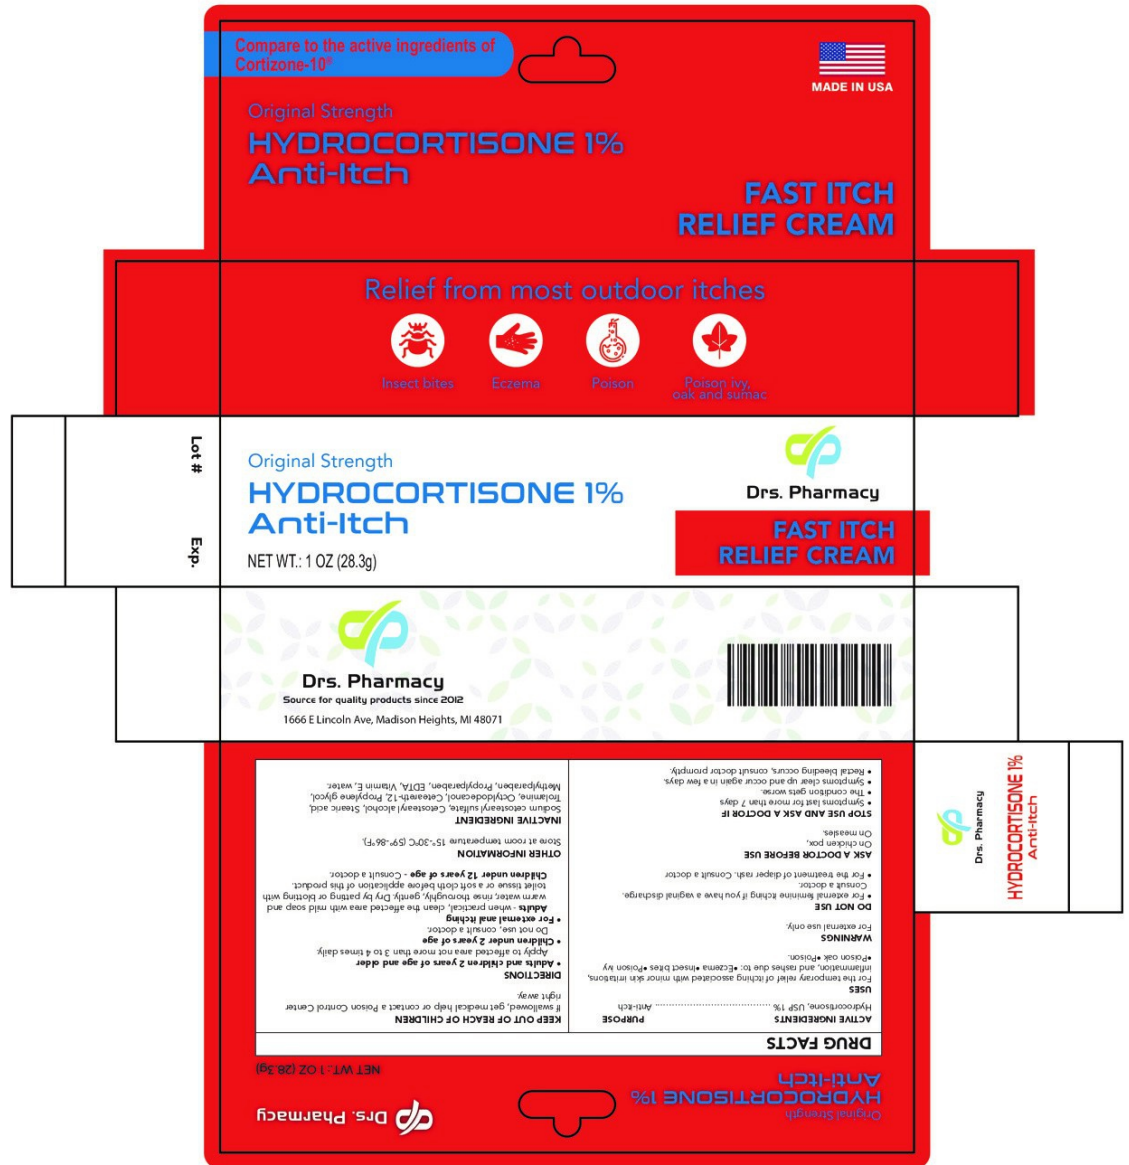 Compare to the active ingredients of
Cortizone-10®
MADE IN USA
Original Strength
HYDROCORTISONE 1%
Anti-Itch
FAST ITCH
RELIEF CREAM
Relief from most outdoor itches
Insect bites
Eczema
Poison
Poison ivy,
oak and sumac
Lot #
Exp.
Original Strength
HYDROCORTISONE 1%
Anti-Itch
NET WT.: 1 OZ (28.3g)
Drs. Pharmacy
FAST ITCH
RELIEF CREAM
Drs. Pharmacy
Source for quality products since 2012
1666 E Lincoln Ave, Madison Heights, MI 48071
Drs. Pharmacy
HYDROCORTISONE 1%
Anti-Itch
Original Strength
HYDROCORTISONE 1%
Anti-Itch
Drs. Pharmacy
NET WT.: 1 OZ (28.3g)
DRUG FACTS
ACTIVE INGREDIENTS PURPOSE
Hydrocortisone, USP 1% ........................................ Anti-itch
USES
For the temporary relief of itching associated with minor skin irritations,
inflammation, and rashes due to: •Eczema •Insect bites •Poison ivy
•Poison oak •Poison.
WARNINGS
For external use only.
DO NOT USE
• For external feminine itching if you have a vaginal discharge.
Consult a doctor.
• For the treatment of diaper rash. Consult a doctor
ASK A DOCTOR BEFORE USE
On chicken pox,
On measles.
STOP USE AND ASK A DOCTOR IF
• Symptoms last for more than 7 days
• The condition gets worse.
• Symptoms clear up and occur again in a few days.
• Rectal bleeding occurs, consult doctor promptly.
KEEP OUT OF REACH OF CHILDREN
If swallowed, get medical help or contact a Poison Control Center
right away.
DIRECTIONS
• Adults and children 2 years of age and older
Apply to affected area not more than 3 to 4 times daily.
• Children under 2 years of age
Do not use, consult a doctor.
• For external anal itching
Adults - when practical, clean the affected area with mild soap and
warm water, rinse thoroughly, gently. Dry by patting or blotting with
toilet tissue or a soft cloth before application of this product.
Children under 12 years of age - Consult a doctor.
OTHER INFORMATION
Store at room temperature 15°-30°C (59°-86°F).
INACTIVE INGREDIENT
Sodium cetostearyl sulfate, Cetostearyl alcohol, Stearic acid,
Trolamine, Octyldodecanol, Ceteareth-12, Propylene glycol,
Methylparaben, Propylparaben, EDTA, Vitamin E, water.